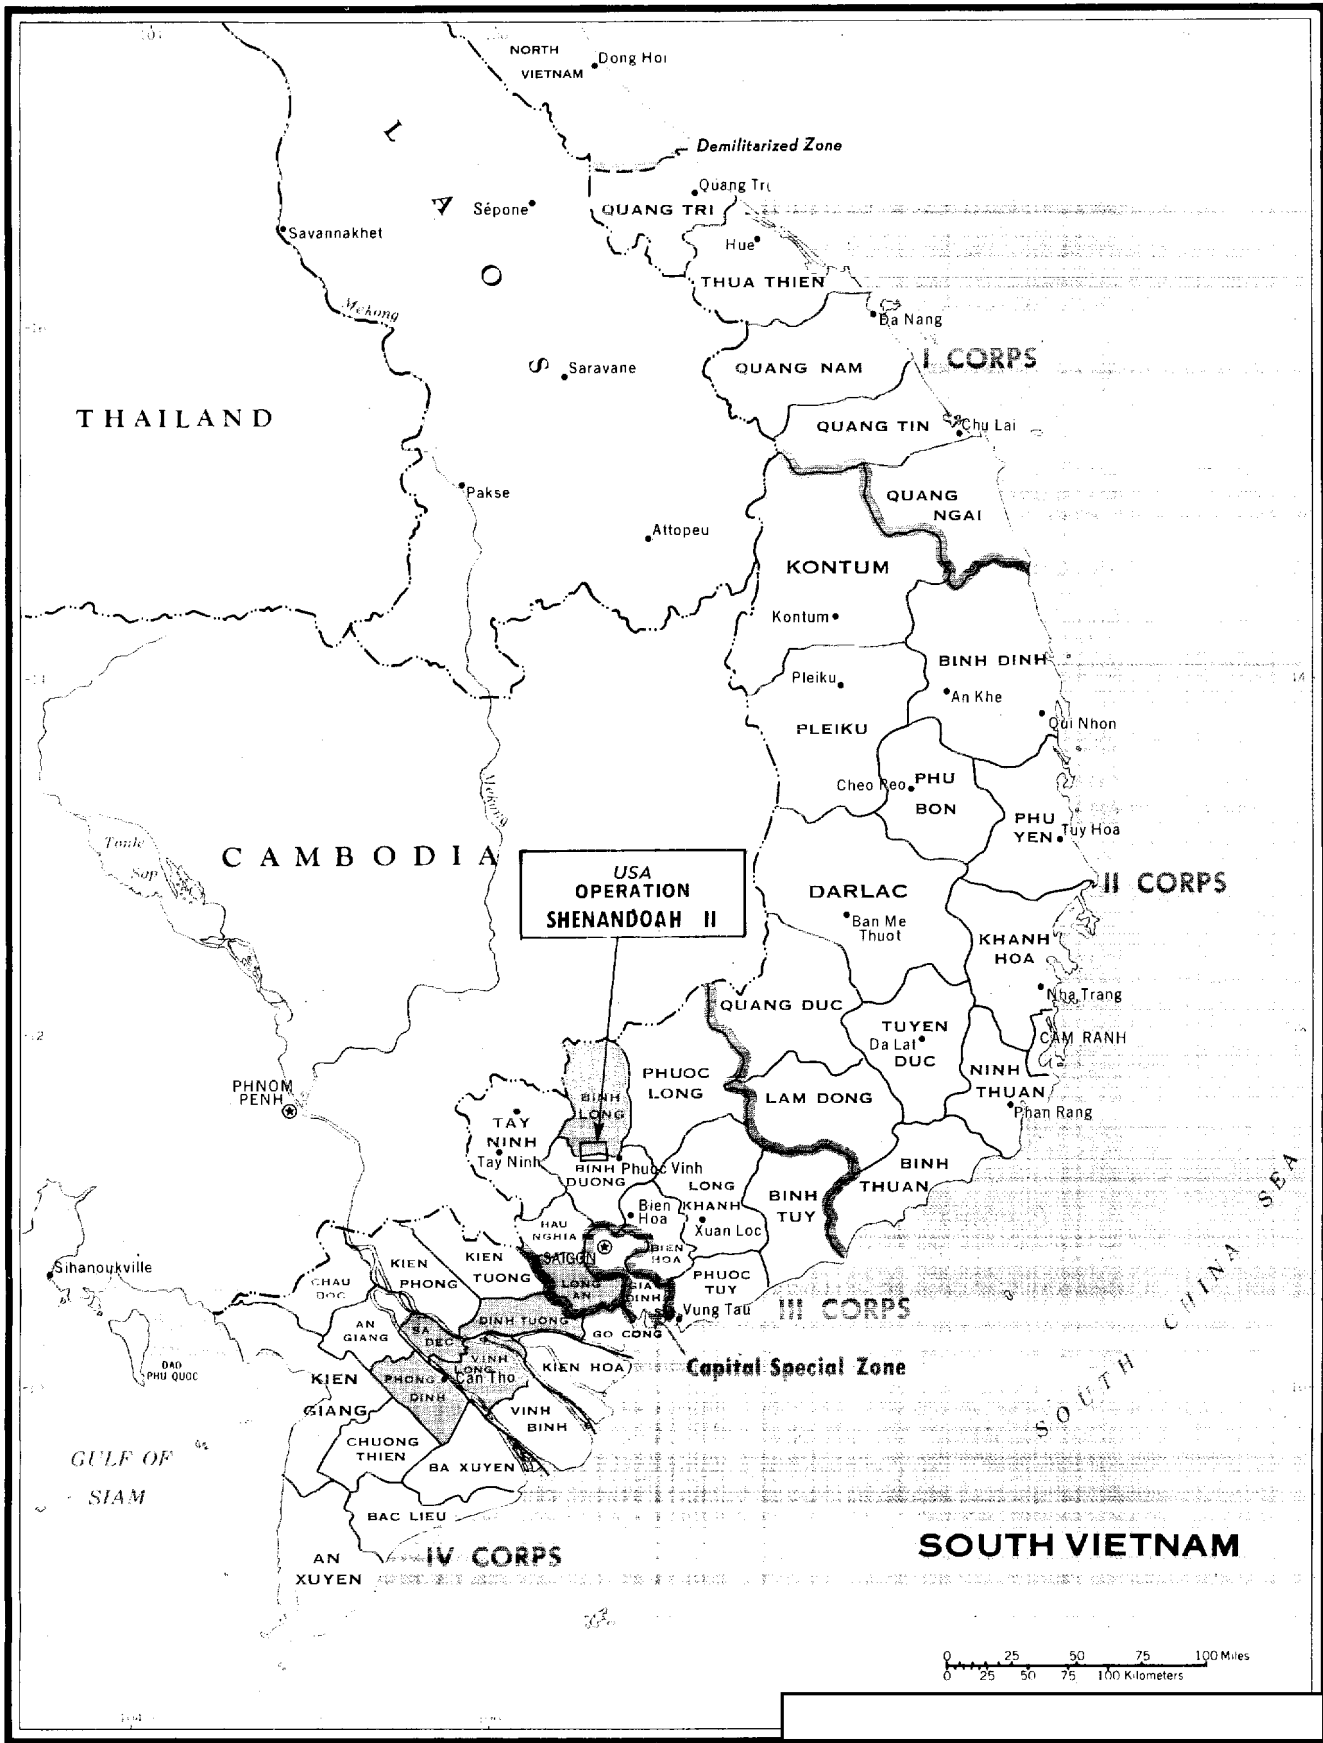 NORTH
VIETNAM
Dong Hoi
L
A
O
S
Demilitarized Zone
Quang Tri
Sépone
QUANG TRI
Savannakhet
Hue
THUA THIEN
Mekong
Da Nang
I CORPS
Saravane
QUANG NAM
THAILAND
QUANG TIN
Chu Lai
Pakse
QUANG
NGAI
Attopeu
KONTUM
Kontum
BINH DINH
Pleiku
14
An Khe
Qui Nhon
PLEIKU
Mekong
Cheo Reo
PHU
BON
PHU
YEN
Tuy Hoa
Tonle
Sap
CAMBODIA
USA
OPERATION
SHENANDOAH II
DARLAC
II CORPS
Ban Me
Thuot
KHANH
HOA
Nha Trang
QUANG DUC
TUYEN
DUC
Da Lat
CAM RANH
PHUOC
LONG
NINH
THUAN
PHNOM
PENH
BINH
LONG
LAM DONG
Phan Rang
TAY
NINH
Tay Ninh
BINH
DUONG
Phuoc Vinh
BINH
THUAN
LONG
KHANH
BINH
TUY
Bien
Hoa
Xuan Loc
HAU
NGHIA
SAIGON
BIEN
HOA
Sihanoukville
KIEN
PHONG
KIEN
TUONG
PHUOC
TUY
CHAU
DOC
LONG
AN
GIA
DINH
Vung Tau
III CORPS
AN
GIANG
SA
DEC
DINH TUONG
GO CONG
DAO
PHU QUOC
VINH
LONG
KIEN HOA
Capital Special Zone
KIEN
GIANG
PHONG
DINH
Can Tho
VINH
BINH
CHUONG
THIEN
BA XUYEN
GULF OF
SIAM
BAC LIEU
SOUTH CHINA SEA
AN
XUYEN
IV CORPS
SOUTH VIETNAM
0 25 50 75 100 Miles
0 25 50 75 100 Kilometers